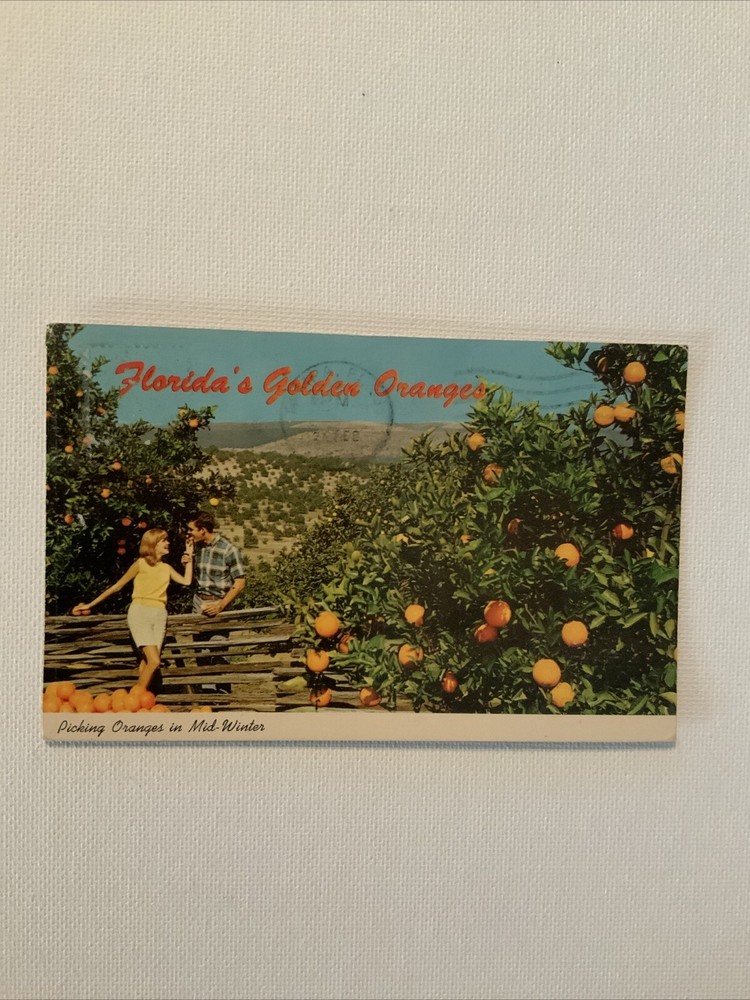 Florida's Golden Oranges
Picking Oranges in Mid-Winter